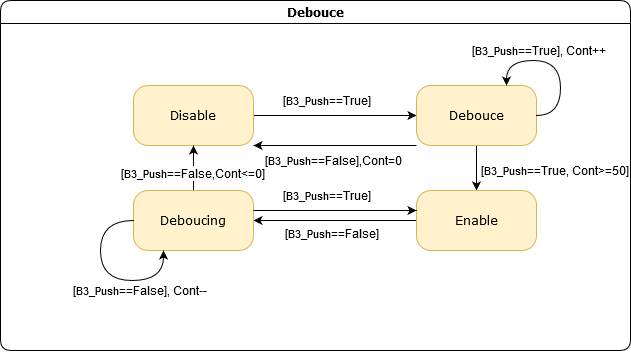 Debouce
[B3_Push==True], Cont++
[B3_Push==True]
Disable
Debouce
[B3_Push==False],Cont=0
[B3_Push==False,Cont<=0]
[B3_Push==True, Cont>=50]
[B3_Push==True]
Deboucing
Enable
[B3_Push==False]
[B3_Push==False], Cont--